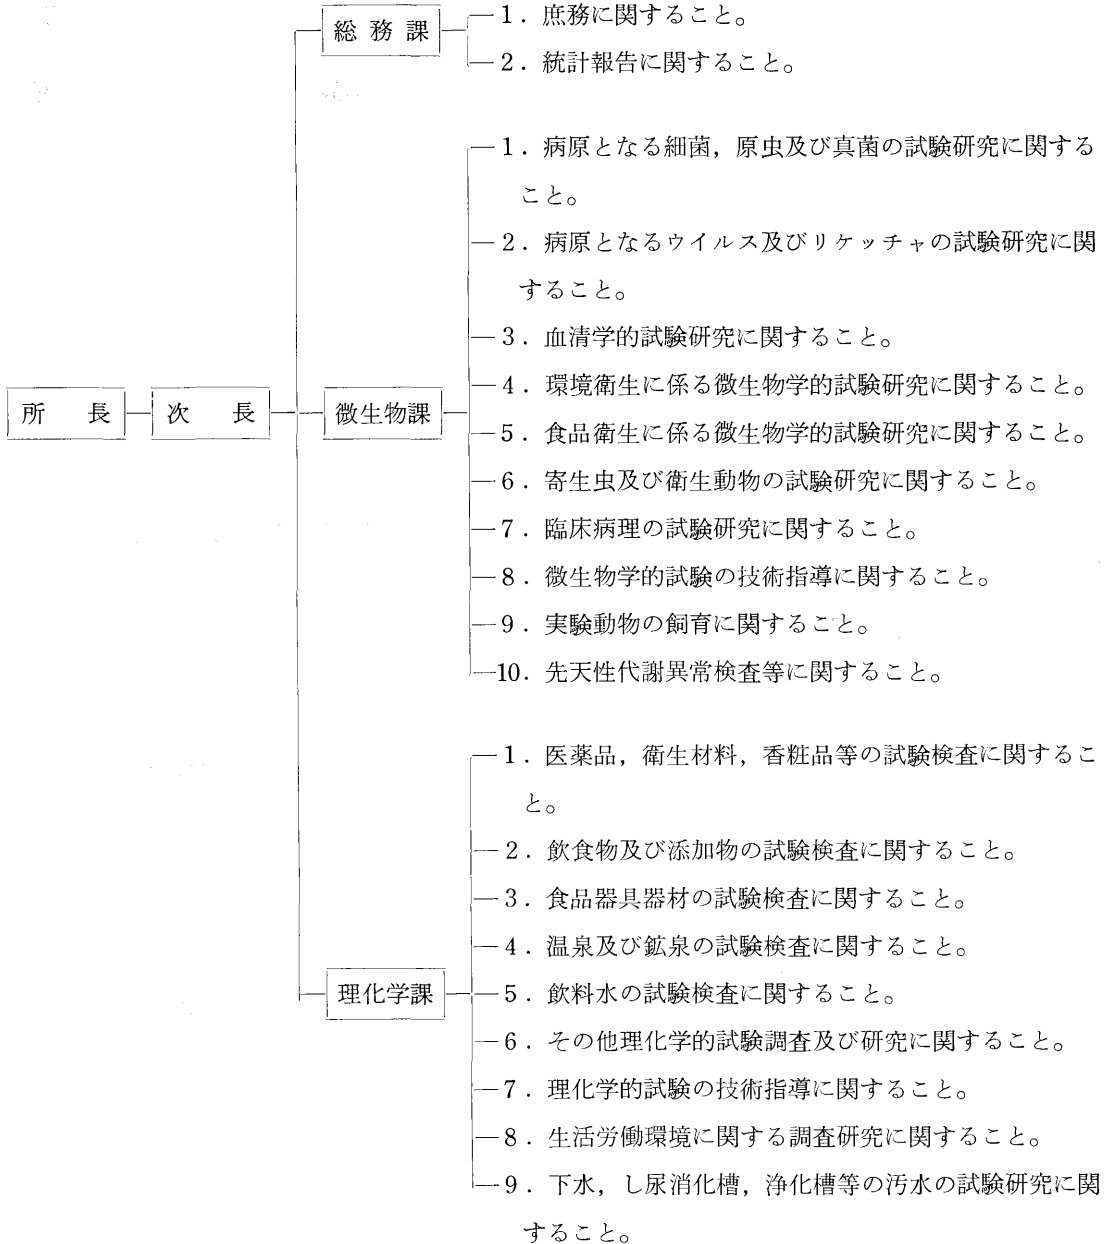 総務課
1．庶務に関すること。
2．統計報告に関すること。
1．病原となる細菌，原虫及び真菌の試験研究に関する
こと。
2．病原となるウイルス及びリケッチャの試験研究に関
すること。
3．血清学的試験研究に関すること。
4．環境衛生に係る微生物学的試験研究に関すること。
所長
次長
微生物課
5．食品衛生に係る微生物学的試験研究に関すること。
6．寄生虫及び衛生動物の試験研究に関すること。
7．臨床病理の試験研究に関すること。
8．微生物学的試験の技術指導に関すること。
9．実験動物の飼育に関すること。
10．先天性代謝異常検査等に関すること。
1．医薬品，衛生材料，香粧品等の試験検査に関するこ
と。
2．飲食物及び添加物の試験検査に関すること。
3．食品器具器材の試験検査に関すること。
4．温泉及び鉱泉の試験検査に関すること。
理化学課
5．飲料水の試験検査に関すること。
6．その他理化学的試験調査及び研究に関すること。
7．理化学的試験の技術指導に関すること。
8．生活労働環境に関する調査研究に関すること。
9．下水，し尿消化槽，浄化槽等の汚水の試験研究に関
すること。